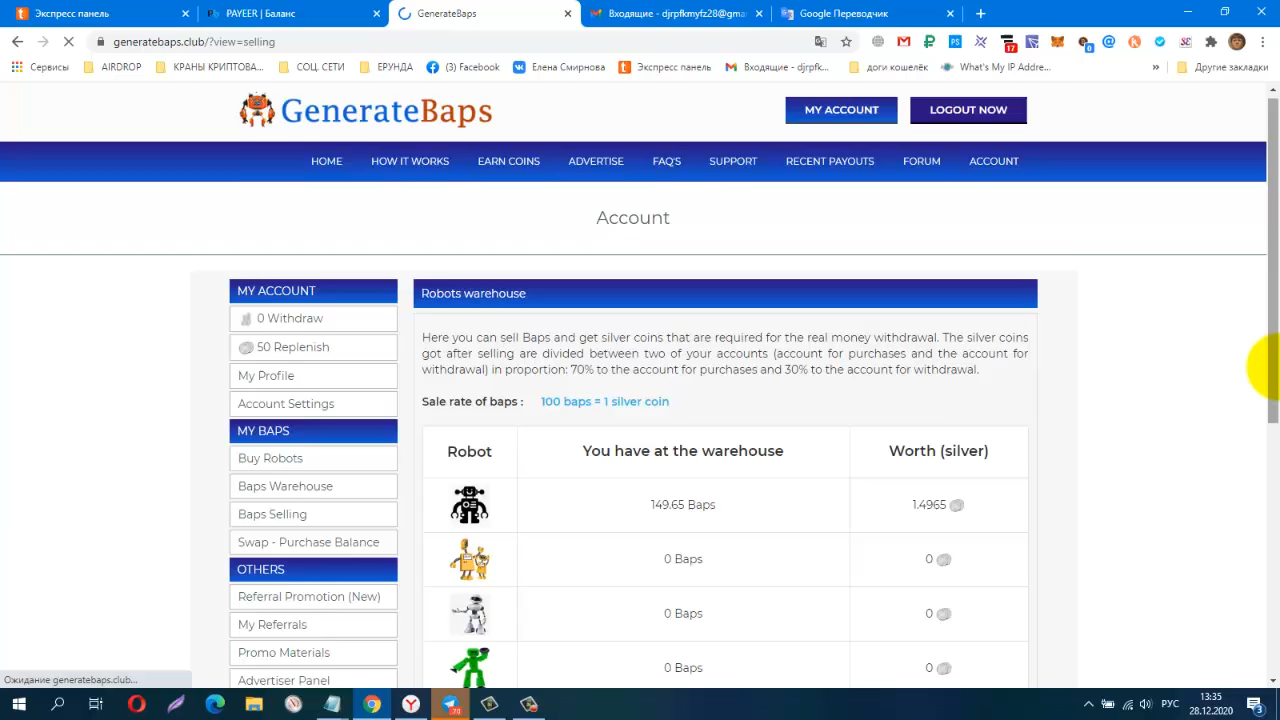 Экспресс панель
PAYEER | Баланс
GenerateBaps
Входящие - djrpfkmyfz28@gmai
Google Переводчик
generatebaps.club/?view=selling
17
0
Сервисы
AIRDROP
КРАНЫ КРИПТОВА...
СОЦ. СЕТИ
ЕРУНДА
(3) Facebook
Елена Смирнова
Экспресс панель
Входящие - djrpfk...
доги кошелёк
What's My IP Addre...
»
Другие закладки
GenerateBaps
MY ACCOUNT
LOGOUT NOW
HOME
HOW IT WORKS
EARN COINS
ADVERTISE
FAQ'S
SUPPORT
RECENT PAYOUTS
FORUM
ACCOUNT
Account
MY ACCOUNT
0 Withdraw
50 Replenish
My Profile
Account Settings
MY BAPS
Buy Robots
Baps Warehouse
Baps Selling
Swap - Purchase Balance
OTHERS
Referral Promotion (New)
My Referrals
Promo Materials
Advertiser Panel
Robots warehouse
Here you can sell Baps and get silver coins that are required for the real money withdrawal. The silver coins
got after selling are divided between two of your accounts (account for purchases and the account for
withdrawal) in proportion: 70% to the account for purchases and 30% to the account for withdrawal.
Sale rate of baps : 100 baps = 1 silver coin
Robot
You have at the warehouse
Worth (silver)
149.65 Baps
1.4965
0 Baps
0
0 Baps
0
0 Baps
0
Ожидание generatebaps.club...
РУС
13:35
28.12.2020